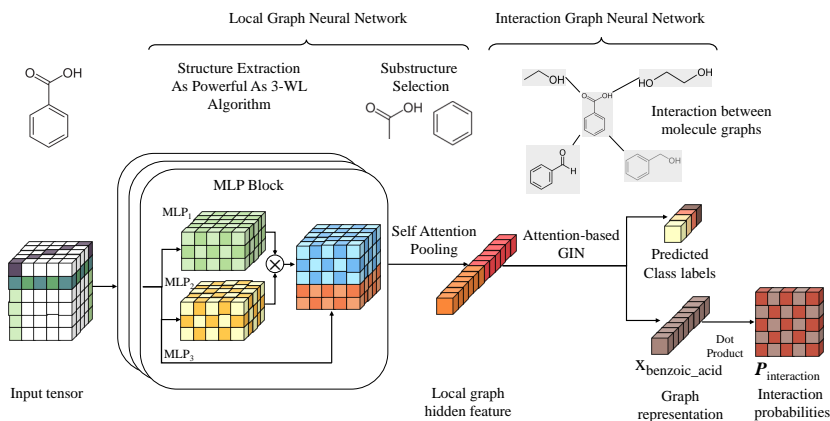 Local Graph Neural Network
Interaction Graph Neural Network
Structure Extraction
As Powerful As 3-WL
Algorithm
Substructure
Selection
O
OH
O
OH
OH
HO
OH
O
OH
O
H
OH
Interaction between
molecule graphs
MLP Block
MLP1
MLP2
MLP3
Self Attention
Pooling
Attention-based
GIN
Predicted
Class labels
Input tensor
Local graph
hidden feature
Xbenzoic_acid
Dot
Product
Pinteraction
Graph
representation
Interaction
probabilities